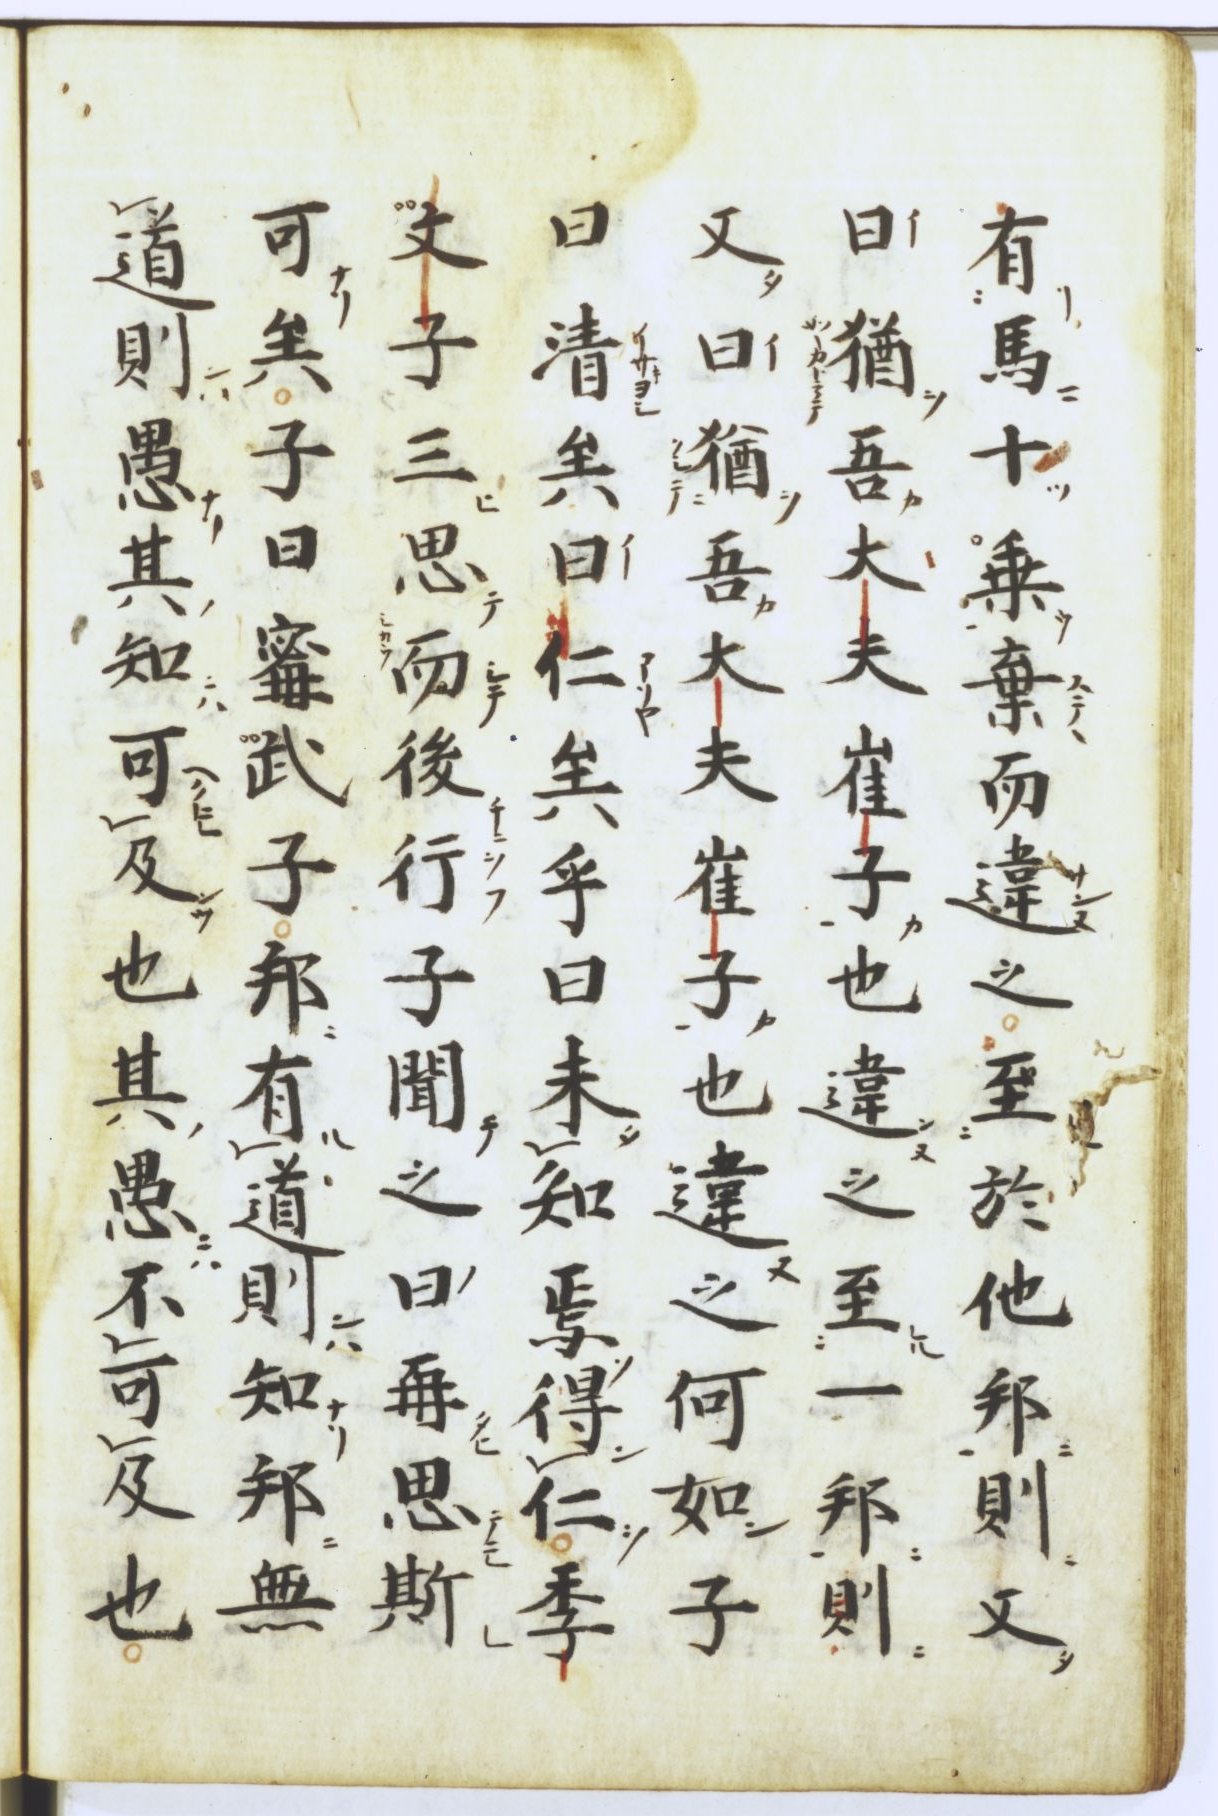 有馬十乗棄而違之至於他邦則又
曰猶吾大夫崔子也違之至一邦則
又曰猶吾大夫崔子也違之何如子
曰清矣曰仁矣乎曰未知焉得仁季
文子三思而後行子聞之曰再思斯
可矣子曰寗武子邦有道則知邦無
道則愚其知可及也其愚不可及也